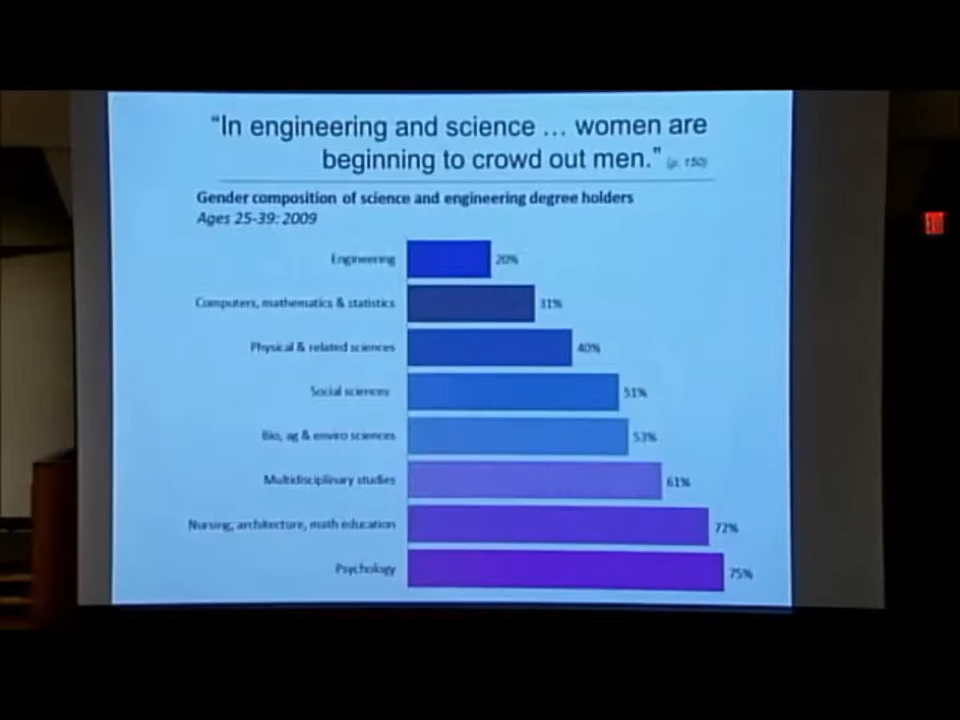 "In engineering and science ... women are
beginning to crowd out men." (p. 150)
Gender composition of science and engineering degree holders
Ages 25-39: 2009
Engineering 20%
Computers, mathematics & statistics 31%
Physical & related sciences 40%
Social sciences 51%
Bio, ag & enviro sciences 53%
Multidisciplinary studies 61%
Nursing, architecture, math education 72%
Psychology 75%
EXIT